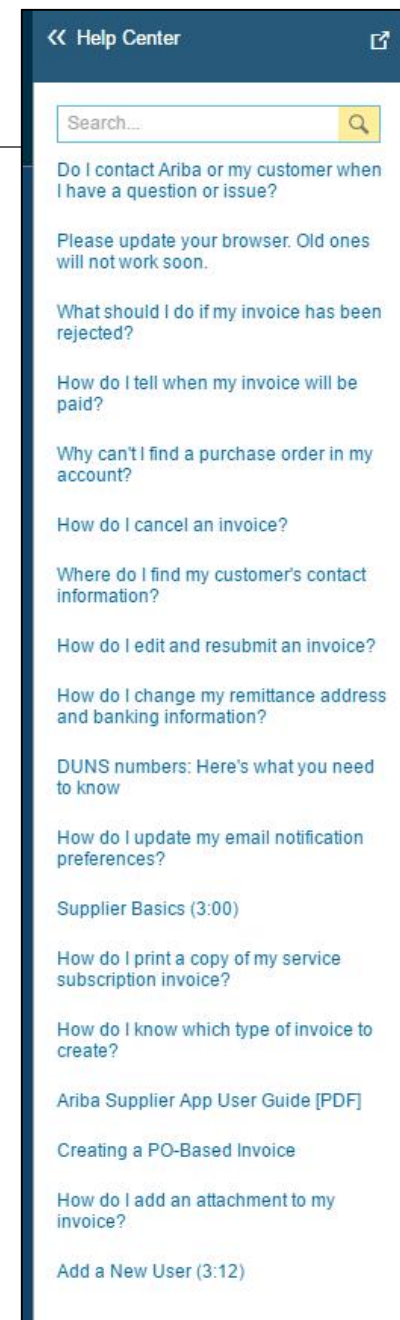 « Help Center
Search...
Do I contact Ariba or my customer when
I have a question or issue?
Please update your browser. Old ones
will not work soon.
What should I do if my invoice has been
rejected?
How do I tell when my invoice will be
paid?
Why can't I find a purchase order in my
account?
How do I cancel an invoice?
Where do I find my customer's contact
information?
How do I edit and resubmit an invoice?
How do I change my remittance address
and banking information?
DUNS numbers: Here's what you need
to know
How do I update my email notification
preferences?
Supplier Basics (3:00)
How do I print a copy of my service
subscription invoice?
How do I know which type of invoice to
create?
Ariba Supplier App User Guide [PDF]
Creating a PO-Based Invoice
How do I add an attachment to my
invoice?
Add a New User (3:12)